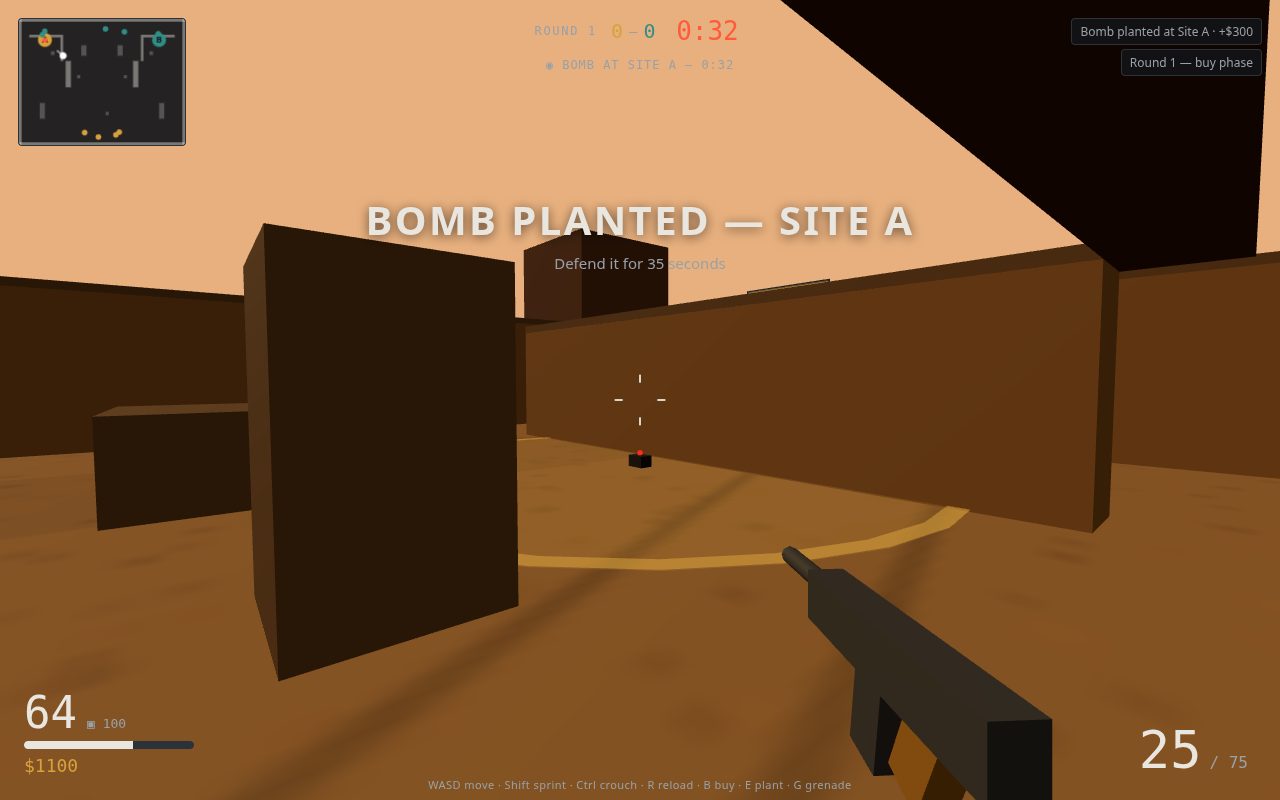 A
B
ROUND 1 0 – 0 0:32
◉ BOMB AT SITE A — 0:32
Bomb planted at Site A · +$300
Round 1 — buy phase
BOMB PLANTED — SITE A
Defend it for 35 seconds
64 ▣ 100
$1100
25 / 75
WASD move · Shift sprint · Ctrl crouch · R reload · B buy · E plant · G grenade